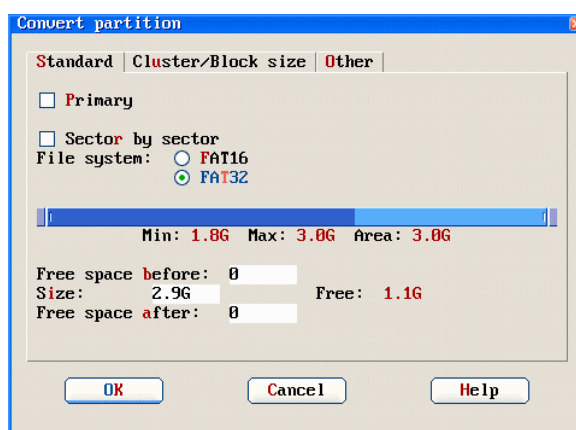 Convert partition
Standard | Cluster/Block size | Other
Primary
Sector by sector
File system: FAT16
FAT32
Min: 1.8G Max: 3.0G Area: 3.0G
Free space before: 0
Size: 2.9G Free: 1.1G
Free space after: 0
OK Cancel Help